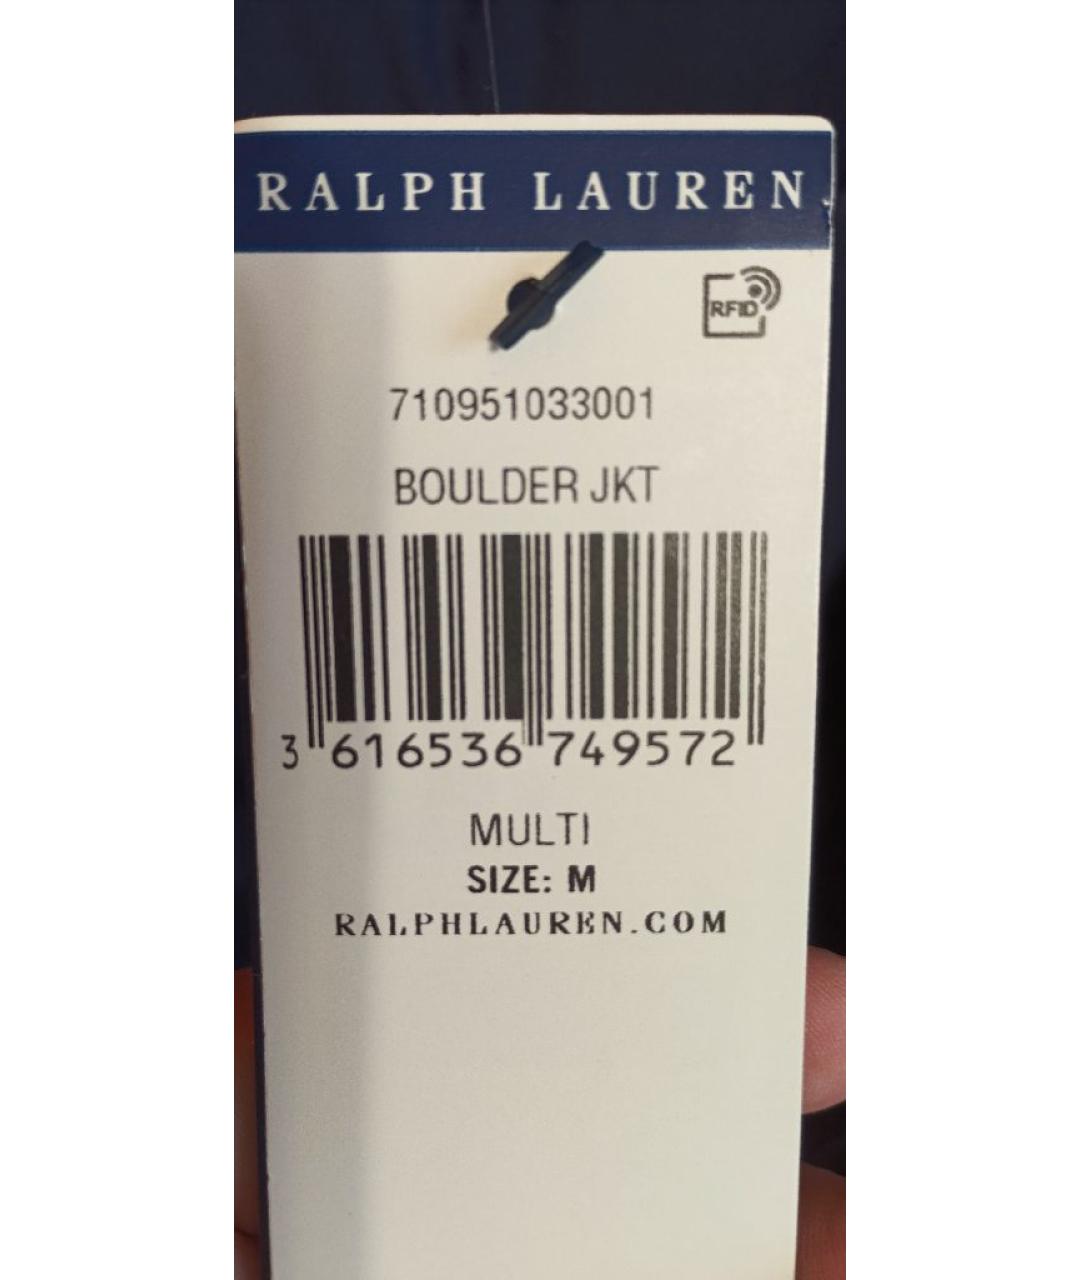 RALPH LAUREN
RFID
710951033001
BOULDER JKT
3 616536 749572
MULTI
SIZE: M
RALPHLAUREN.COM